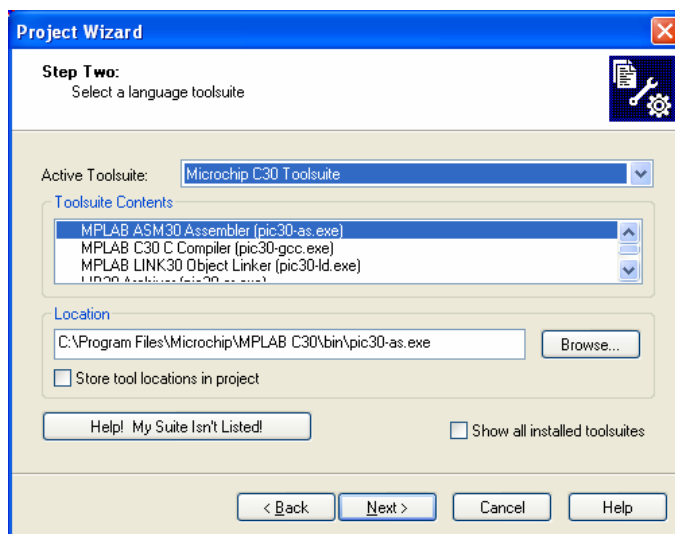 Project Wizard
Step Two:
Select a language toolsuite
Active Toolsuite: Microchip C30 Toolsuite
Toolsuite Contents
MPLAB ASM30 Assembler (pic30-as.exe)
MPLAB C30 C Compiler (pic30-gcc.exe)
MPLAB LINK30 Object Linker (pic30-ld.exe)
Location
C:\Program Files\Microchip\MPLAB C30\bin\pic30-as.exe Browse...
Store tool locations in project
Help! My Suite Isn't Listed! Show all installed toolsuites
< Back Next > Cancel Help